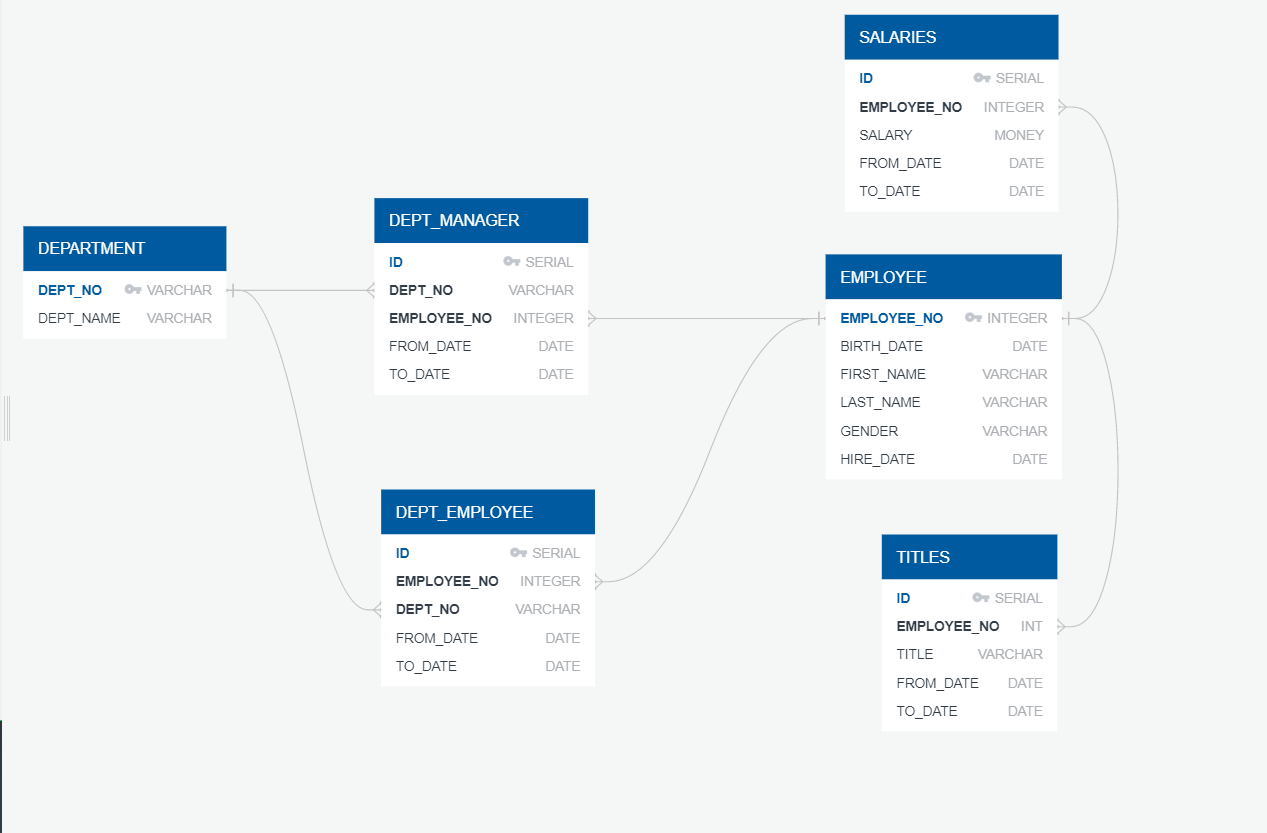 SALARIES
ID SERIAL
EMPLOYEE_NO INTEGER
SALARY MONEY
FROM_DATE DATE
TO_DATE DATE
DEPT_MANAGER
ID SERIAL
DEPT_NO VARCHAR
EMPLOYEE_NO INTEGER
FROM_DATE DATE
TO_DATE DATE
DEPARTMENT
DEPT_NO VARCHAR
DEPT_NAME VARCHAR
EMPLOYEE
EMPLOYEE_NO INTEGER
BIRTH_DATE DATE
FIRST_NAME VARCHAR
LAST_NAME VARCHAR
GENDER VARCHAR
HIRE_DATE DATE
DEPT_EMPLOYEE
ID SERIAL
EMPLOYEE_NO INTEGER
DEPT_NO VARCHAR
FROM_DATE DATE
TO_DATE DATE
TITLES
ID SERIAL
EMPLOYEE_NO INT
TITLE VARCHAR
FROM_DATE DATE
TO_DATE DATE